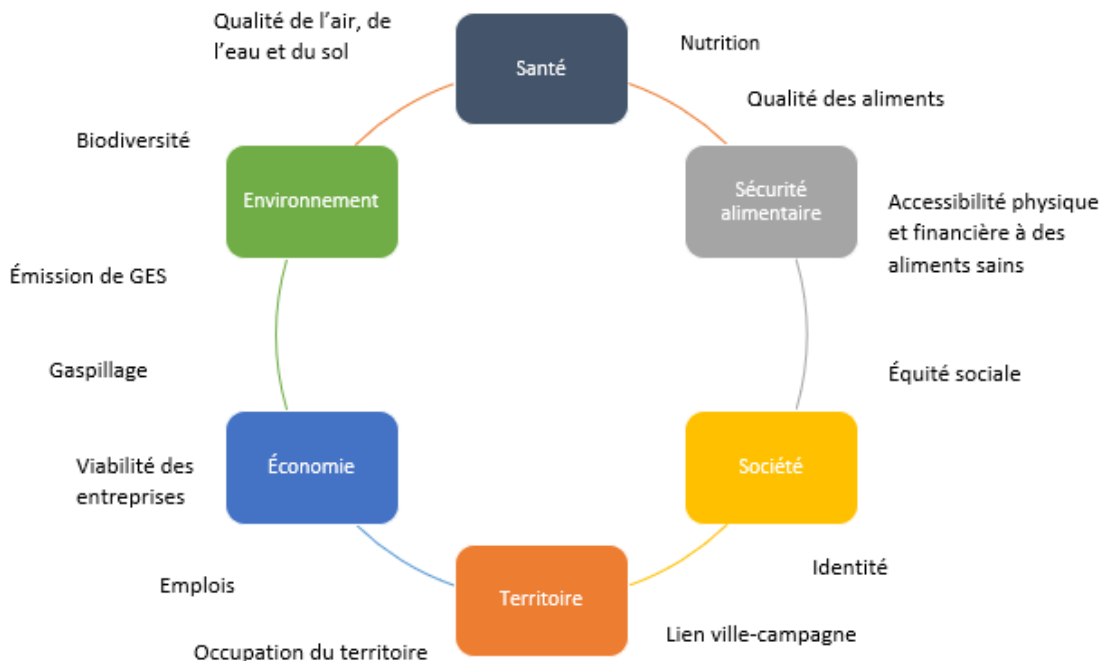 Qualité de l’air, de
l’eau et du sol
Santé
Nutrition
Qualité des aliments
Biodiversité
Environnement
Sécurité
alimentaire
Accessibilité physique
et financière à des
aliments sains
Émission de GES
Gaspillage
Équité sociale
Économie
Viabilité des
entreprises
Société
Identité
Emplois
Territoire
Lien ville-campagne
Occupation du territoire